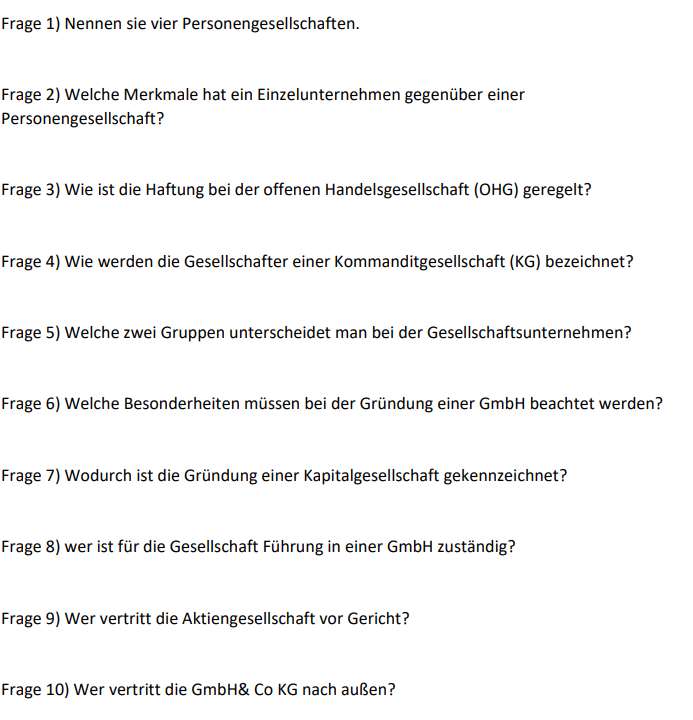 Frage 1) Nennen sie vier Personengesellschaften.
Frage 2) Welche Merkmale hat ein Einzelunternehmen gegenüber einer
Personengesellschaft?
Frage 3) Wie ist die Haftung bei der offenen Handelsgesellschaft (OHG) geregelt?
Frage 4) Wie werden die Gesellschafter einer Kommanditgesellschaft (KG) bezeichnet?
Frage 5) Welche zwei Gruppen unterscheidet man bei der Gesellschaftsunternehmen?
Frage 6) Welche Besonderheiten müssen bei der Gründung einer GmbH beachtet werden?
Frage 7) Wodurch ist die Gründung einer Kapitalgesellschaft gekennzeichnet?
Frage 8) wer ist für die Gesellschaft Führung in einer GmbH zuständig?
Frage 9) Wer vertritt die Aktiengesellschaft vor Gericht?
Frage 10) Wer vertritt die GmbH& Co KG nach außen?